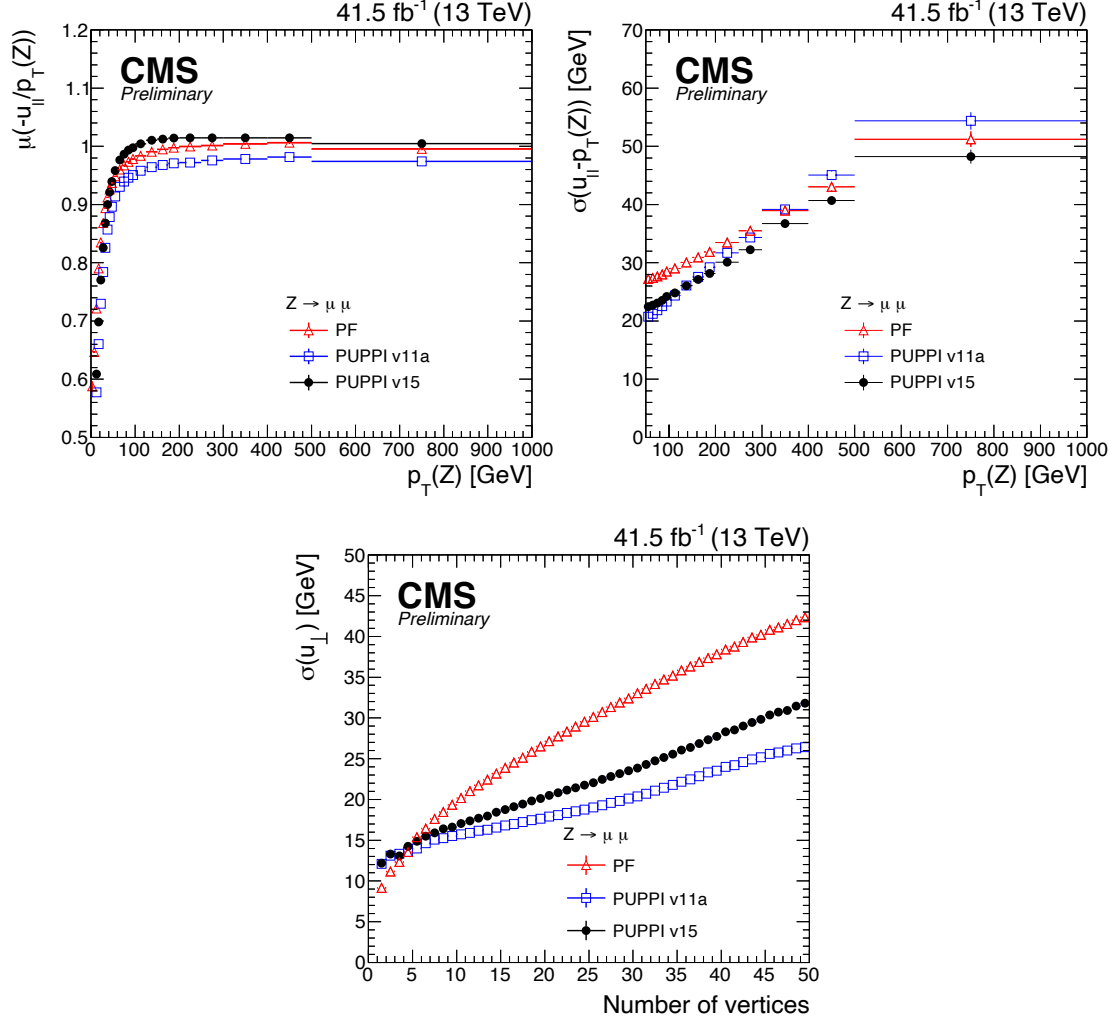 41.5 fb⁻¹ (13 TeV)
μ(-u||/p_T(Z))
1.2
1.1
1
0.9
0.8
0.7
0.6
0.5
CMS
Preliminary
Z → μ μ
PF
PUPPI v11a
PUPPI v15
0 100 200 300 400 500 600 700 800 900 1000
p_T(Z) [GeV]
41.5 fb⁻¹ (13 TeV)
σ(u||-p_T(Z)) [GeV]
70
60
50
40
30
20
10
0
CMS
Preliminary
Z → μ μ
PF
PUPPI v11a
PUPPI v15
100 200 300 400 500 600 700 800 900 1000
p_T(Z) [GeV]
41.5 fb⁻¹ (13 TeV)
σ(u⊥) [GeV]
50
45
40
35
30
25
20
15
10
5
0
CMS
Preliminary
Z → μ μ
PF
PUPPI v11a
PUPPI v15
0 5 10 15 20 25 30 35 40 45 50
Number of vertices